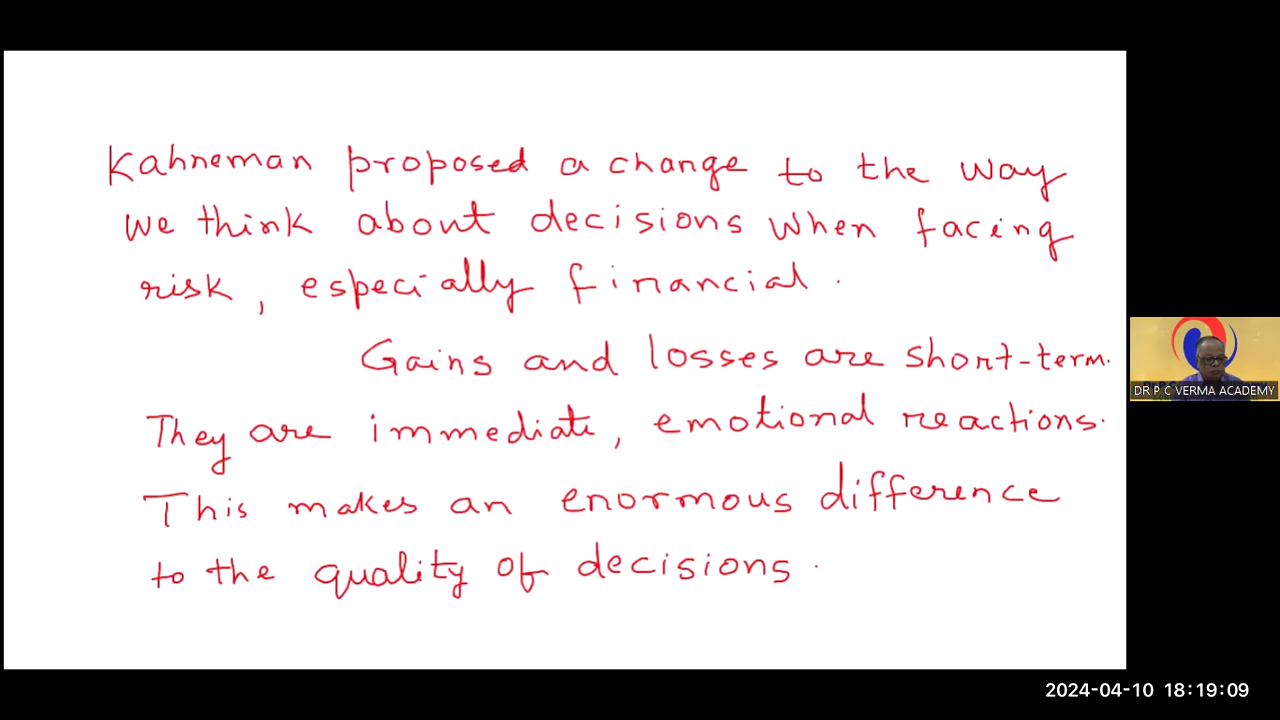 Kahneman proposed a change to the way
we think about decisions when facing
risk, especially financial.
Gains and losses are short-term.
They are immediate, emotional reactions.
This makes an enormous difference
to the quality of decisions.
DR P C VERMA ACADEMY
2024-04-10 18:19:09